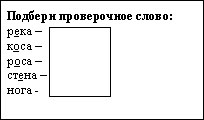 Подбери проверочное слово:
река –
коса –
роса –
стена –
нога -